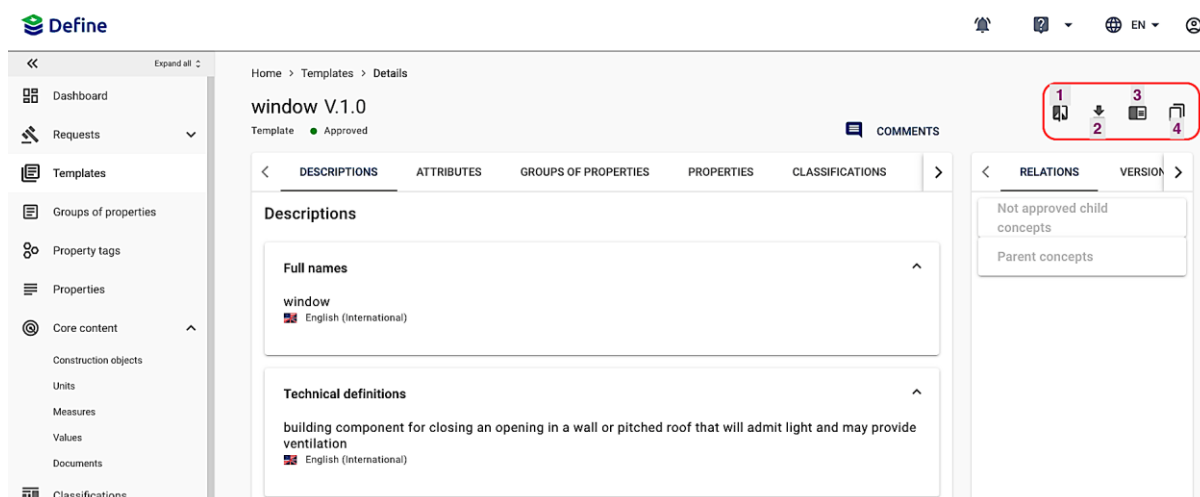 Define
EN
Expand all
Home > Templates > Details
Dashboard
window V.1.0
1
3
2
4
Requests
Template
Approved
COMMENTS
Templates
DESCRIPTIONS
ATTRIBUTES
GROUPS OF PROPERTIES
PROPERTIES
CLASSIFICATIONS
RELATIONS
VERSION
Groups of properties
Descriptions
Not approved child
concepts
Property tags
Parent concepts
Full names
Properties
window
English (International)
Core content
Construction objects
Units
Technical definitions
Measures
building component for closing an opening in a wall or pitched roof that will admit light and may provide
ventilation
Values
English (International)
Documents
Classifications